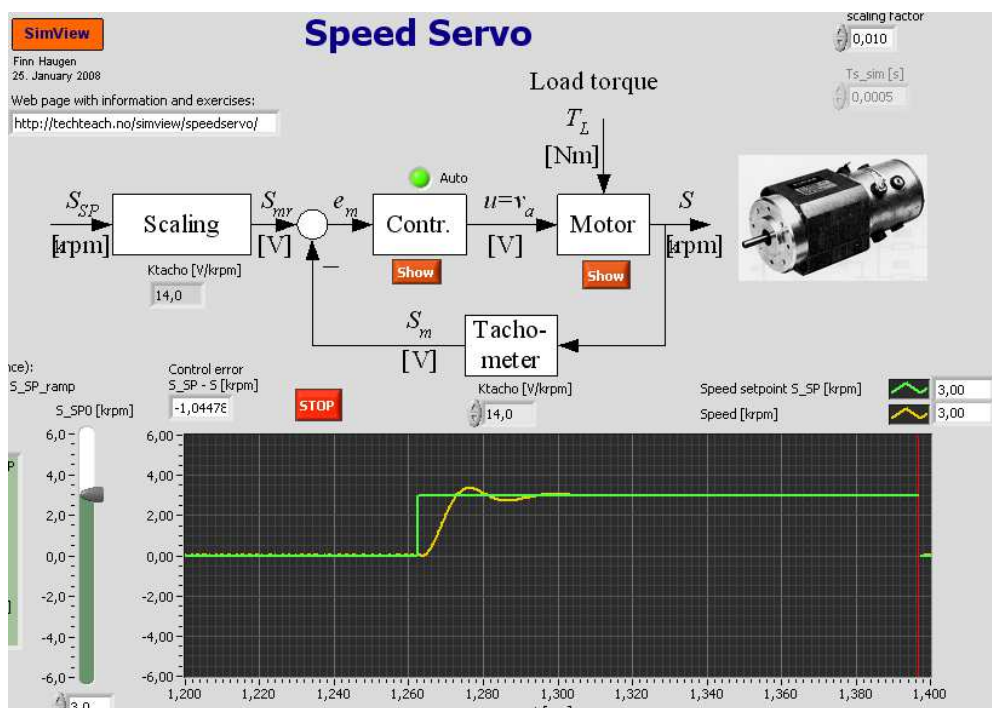 SimView
Speed Servo
scaling factor
0,010
Finn Haugen
25. January 2008
Ts_sim [s]
0,0005
Web page with information and exercises:
http://techteach.no/simview/speedservo/
Load torque
T_L
[Nm]
Auto
S_SP
Scaling
S_mr
e_m
Contr.
u=v_a
Motor
S
[krpm]
[V]
[V]
[krpm]
Show
Show
Ktacho [V/krpm]
14,0
S_m
[V]
Tacho-
meter
nce):
S_SP_ramp
Control error
S_SP - S [krpm]
-1,04478
STOP
Ktacho [V/krpm]
14,0
Speed setpoint S_SP [krpm]
3,00
Speed [krpm]
3,00
S_SP0 [krpm]
6,0
4,0
2,0
0,0
-2,0
-4,0
-6,0
3,0
6,00
4,00
2,00
0,00
-2,00
-4,00
-6,00
1,200 1,220 1,240 1,260 1,280 1,300 1,320 1,340 1,360 1,380 1,400